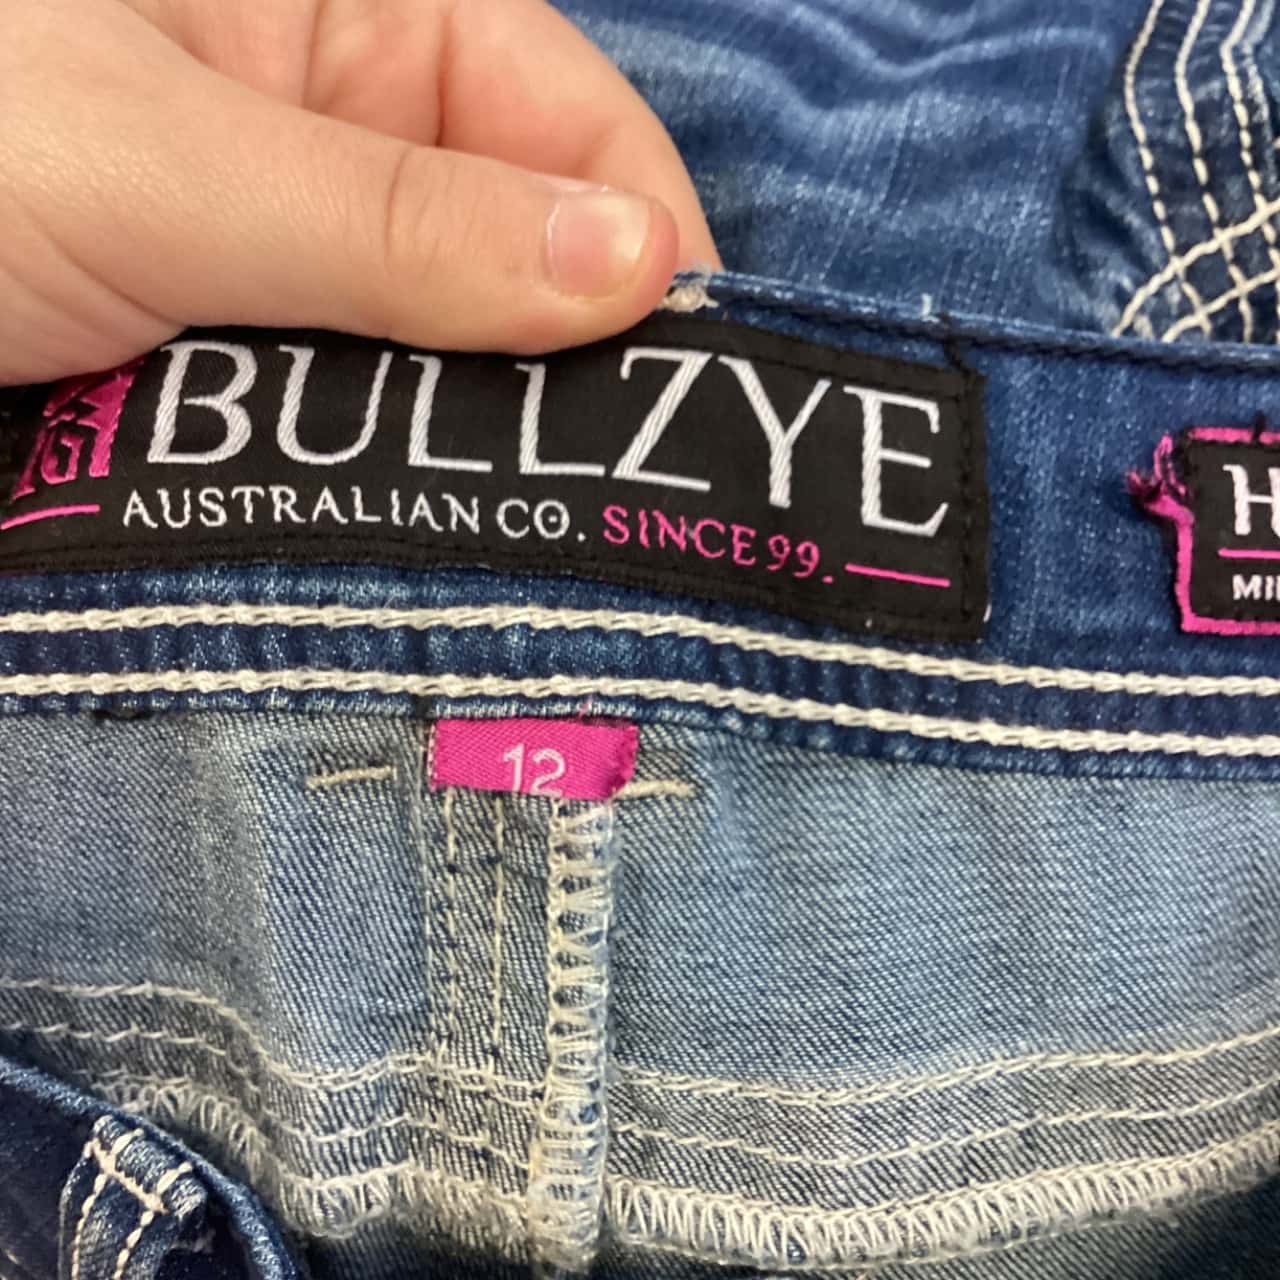 BULLZYE
AUSTRALIAN CO. SINCE 99.
12